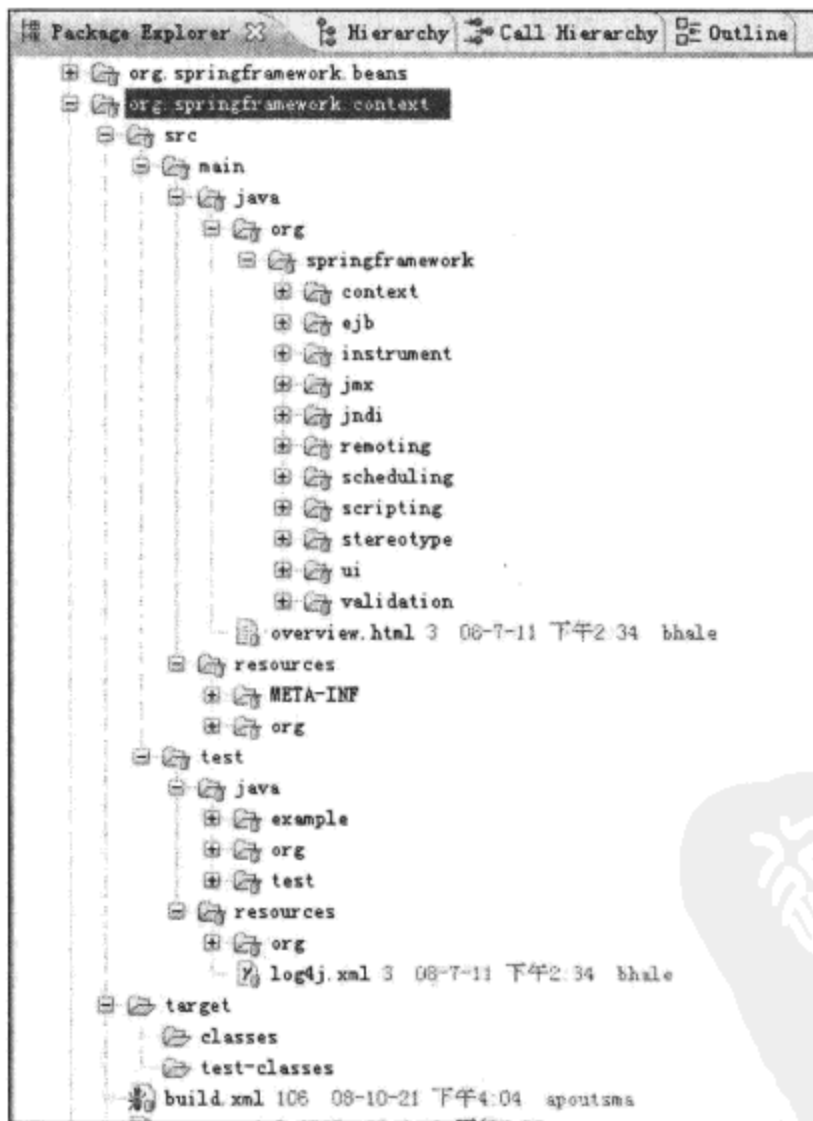 Package Explorer Hierarchy Call Hierarchy Outline
org.springframework.beans
org.springframework.context
src
main
java
org
springframework
context
ejb
instrument
jmx
jndi
remoting
scheduling
scripting
stereotype
ui
validation
overview.html 3 08-7-11 下午2:34 bhale
resources
META-INF
org
test
java
example
org
test
resources
org
log4j.xml 3 08-7-11 下午2:34 bhale
target
classes
test-classes
build.xml 106 08-10-21 下午4:04 apoutsma